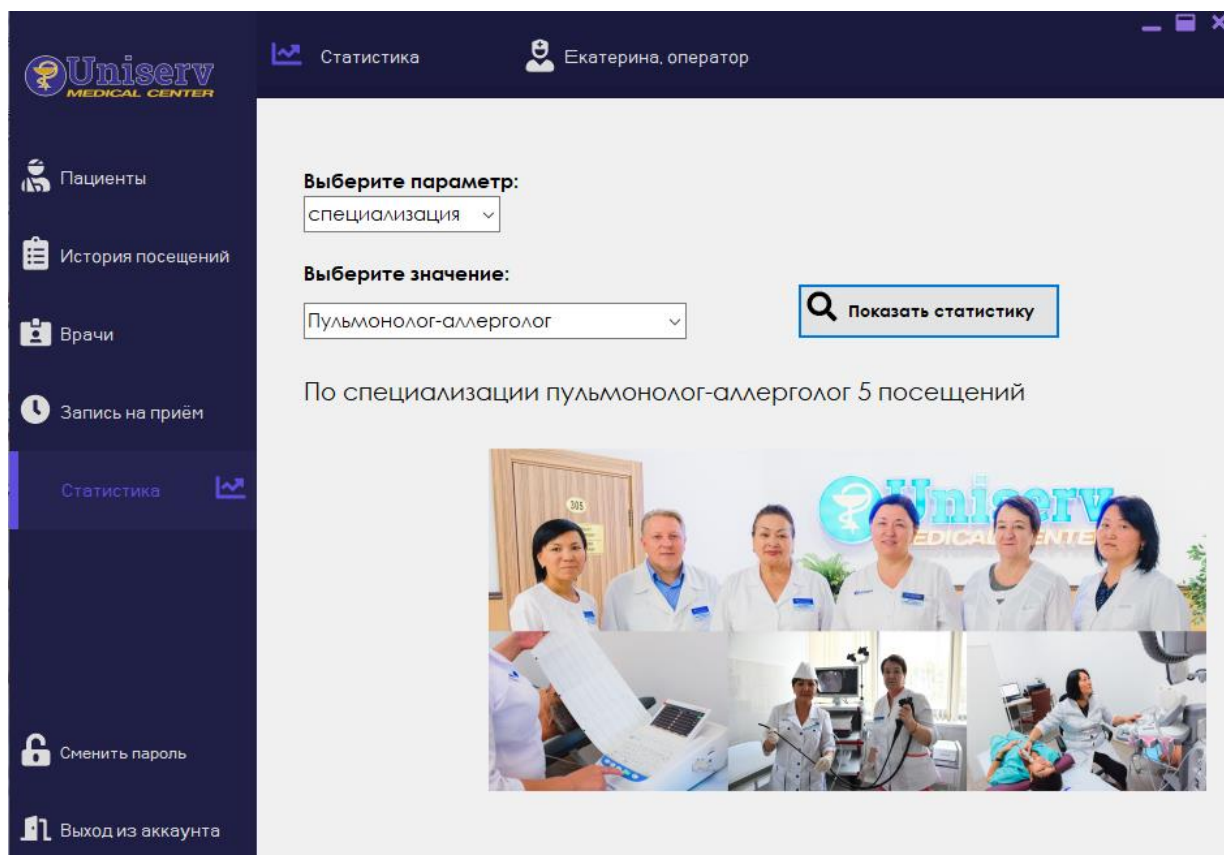 Uniserv
MEDICAL CENTER
Статистика
Екатерина, оператор
Пациенты
История посещений
Врачи
Запись на приём
Статистика
Сменить пароль
Выход из аккаунта
Выберите параметр:
специализация
Выберите значение:
Пульмонолог-аллерголог
Показать статистику
По специализации пульмонолог-аллерголог 5 посещений
305
Uniserv
MEDICAL CENTER